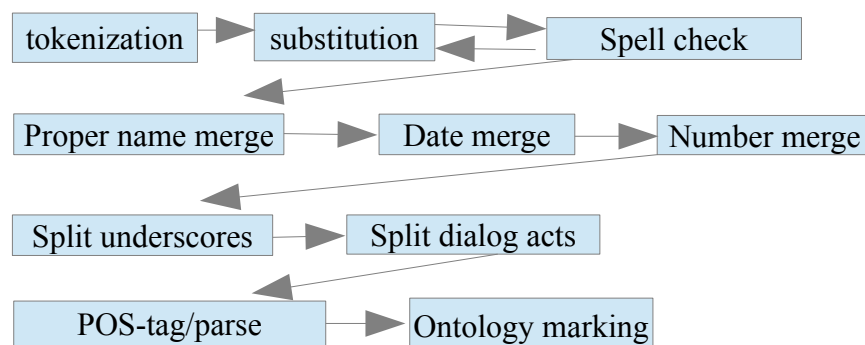 tokenization
substitution
Spell check
Proper name merge
Date merge
Number merge
Split underscores
Split dialog acts
POS-tag/parse
Ontology marking